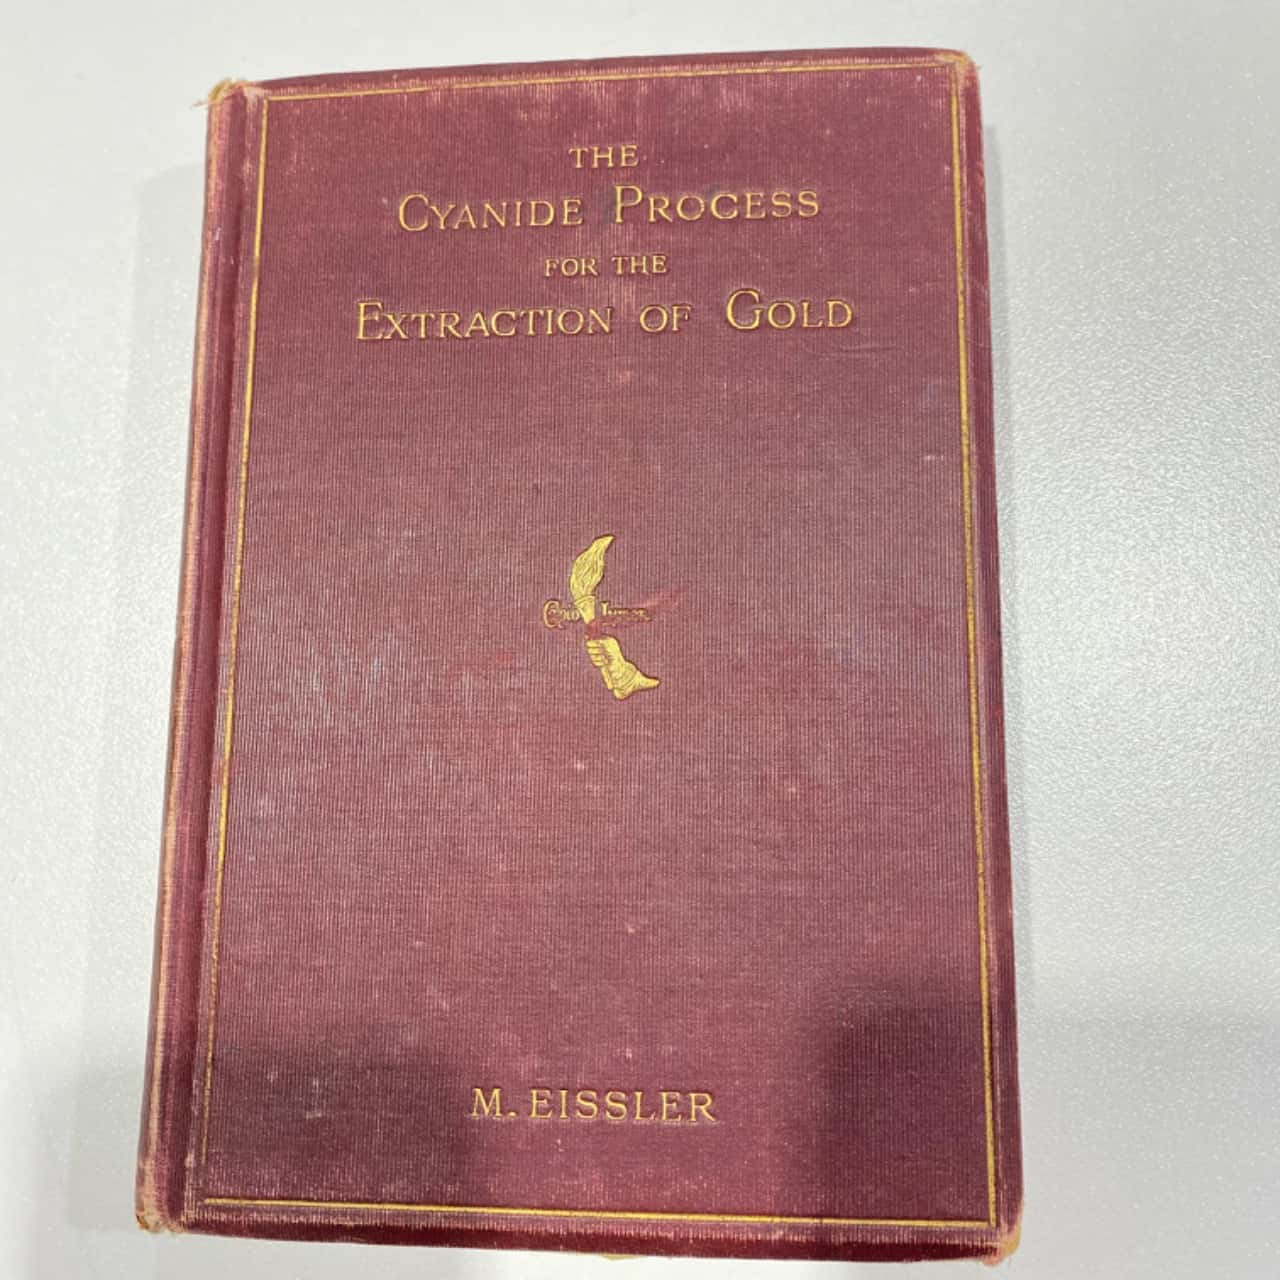 THE
CYANIDE PROCESS
FOR THE
EXTRACTION OF GOLD
M. EISSLER